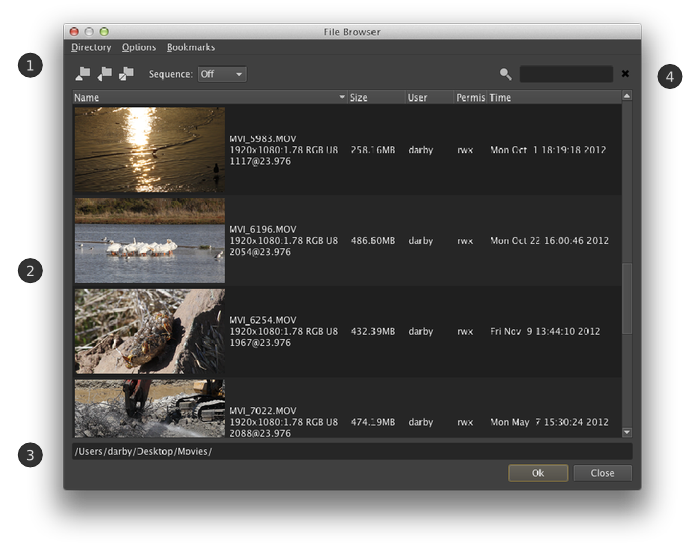 File Browser
Directory Options Bookmarks
1
Sequence: Off
4
Name Size User Permis Time
MVI_5983.MOV
1920x1080:1.78 RGB U8 258.16MB darby rwx Mon Oct 1 18:19:18 2012
1117@23.976
MVI_6196.MOV
1920x1080:1.78 RGB U8 486.60MB darby rwx Mon Oct 22 16:00:46 2012
2054@23.976
2
MVI_6254.MOV
1920x1080:1.78 RGB U8 432.39MB darby rwx Fri Nov 9 13:44:10 2012
1967@23.976
MVI_7022.MOV
1920x1080:1.78 RGB U8 474.19MB darby rwx Mon May 7 15:30:24 2012
2088@23.976
3
/Users/darby/Desktop/Movies/
Ok Close